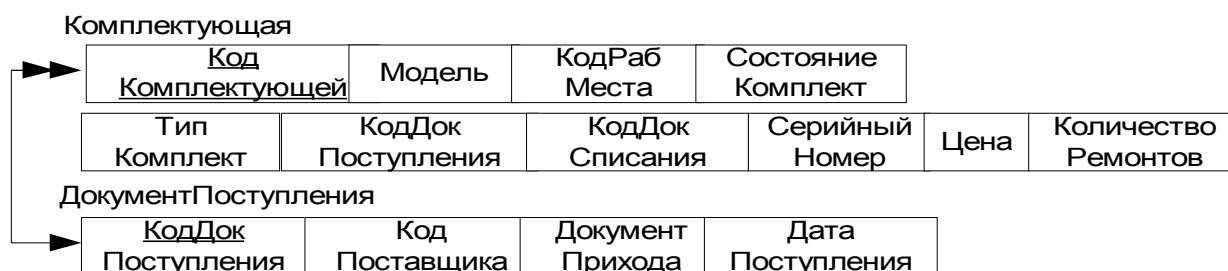 Комплектующая
Код Модель КодРаб Состояние
Комплектующей Места Комплект
Тип КодДок КодДок Серийный Цена Количество
Комплект Поступления Списания Номер Ремонтов
ДокументПоступления
КодДок Код Документ Дата
Поступления Поставщика Прихода Поступления